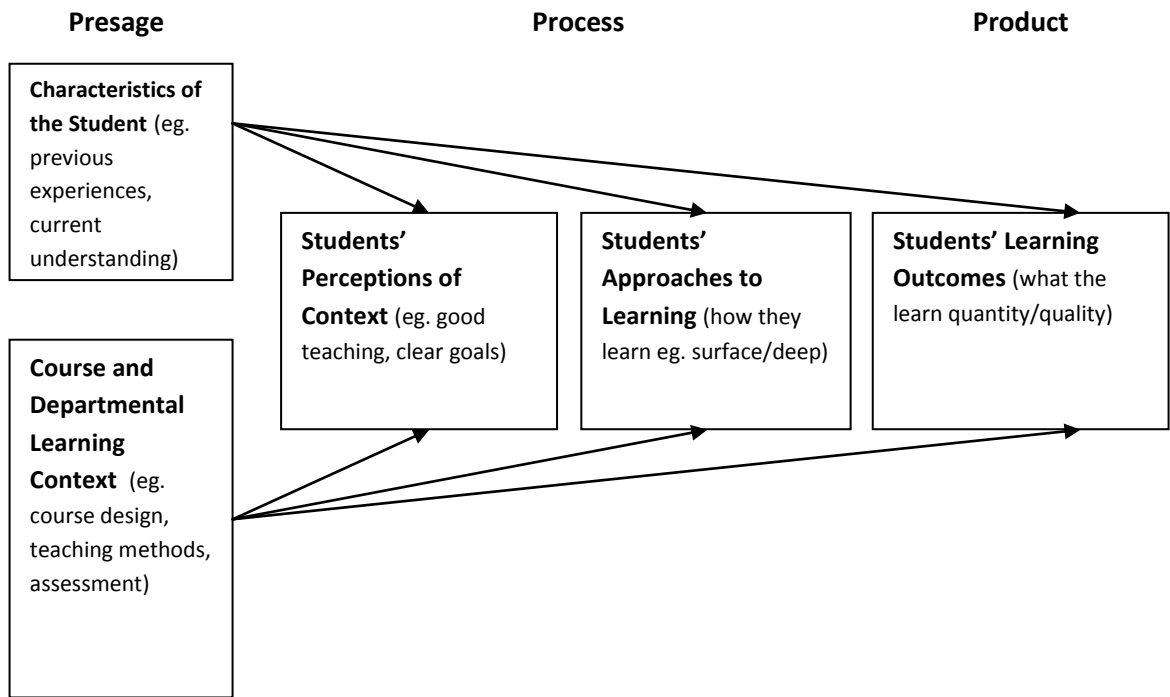 Presage
Process
Product
Characteristics of
the Student (eg.
previous
experiences,
current
understanding)
Course and
Departmental
Learning
Context (eg.
course design,
teaching methods,
assessment)
Students’
Perceptions of
Context (eg. good
teaching, clear goals)
Students’
Approaches to
Learning (how they
learn eg. surface/deep)
Students’ Learning
Outcomes (what the
learn quantity/quality)